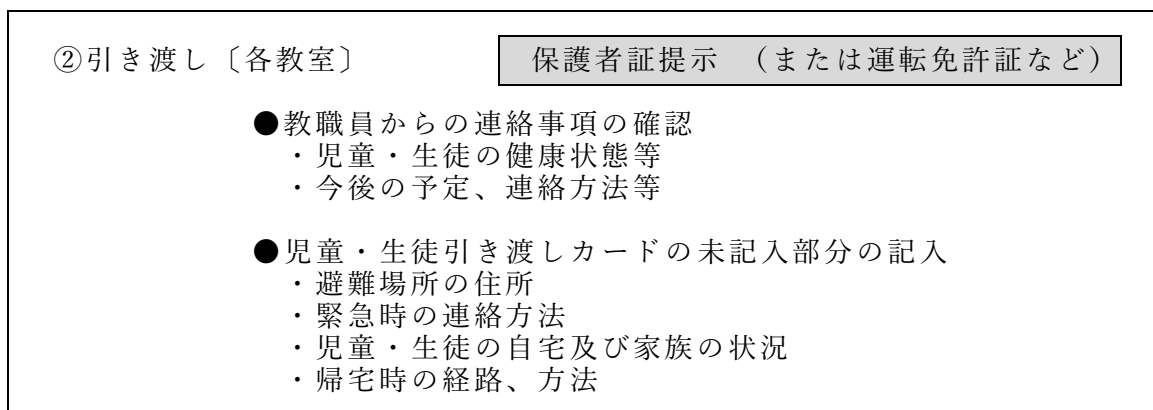 ②引き渡し〔各教室〕 保護者証提示 （または運転免許証など）
●教職員からの連絡事項の確認
・児童・生徒の健康状態等
・今後の予定、連絡方法等
●児童・生徒引き渡しカードの未記入部分の記入
・避難場所の住所
・緊急時の連絡方法
・児童・生徒の自宅及び家族の状況
・帰宅時の経路、方法